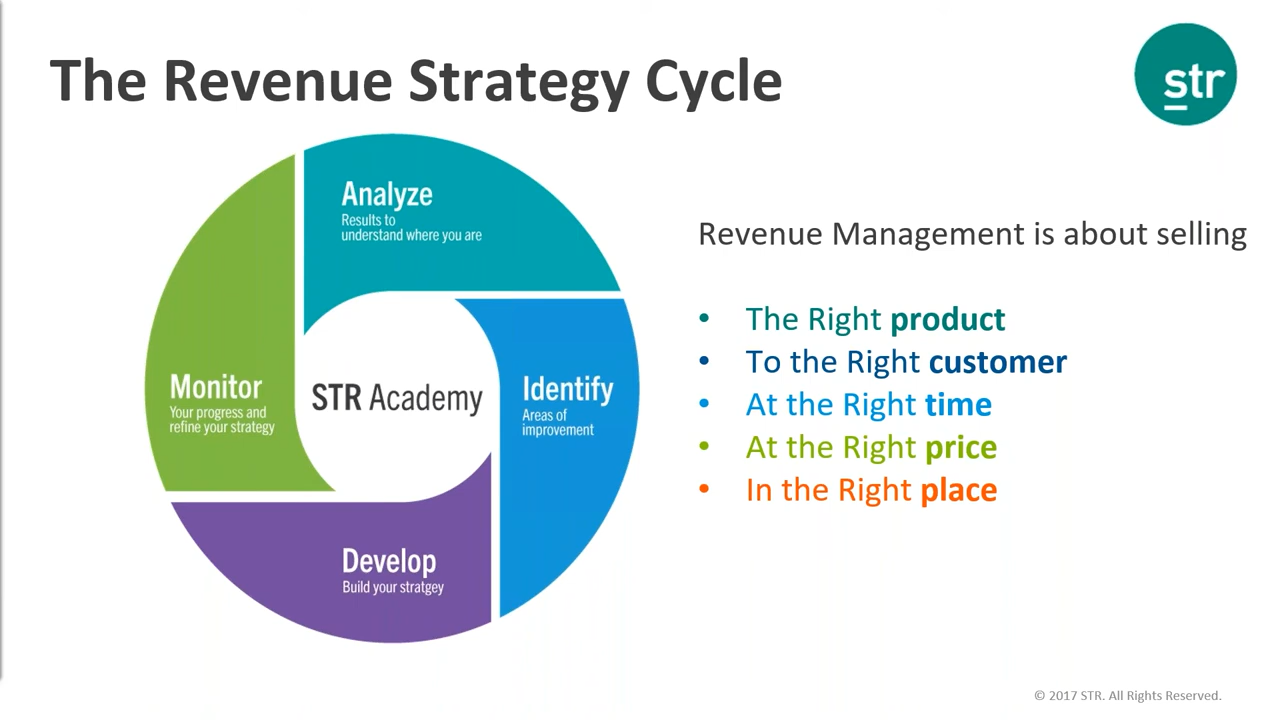 The Revenue Strategy Cycle
str
Analyze
Results to
understand where you are
Identify
Areas of
improvement
Develop
Build your stratgey
Monitor
Your progress and
refine your strategy
STR Academy
Revenue Management is about selling
• The Right product
• To the Right customer
• At the Right time
• At the Right price
• In the Right place
© 2017 STR. All Rights Reserved.